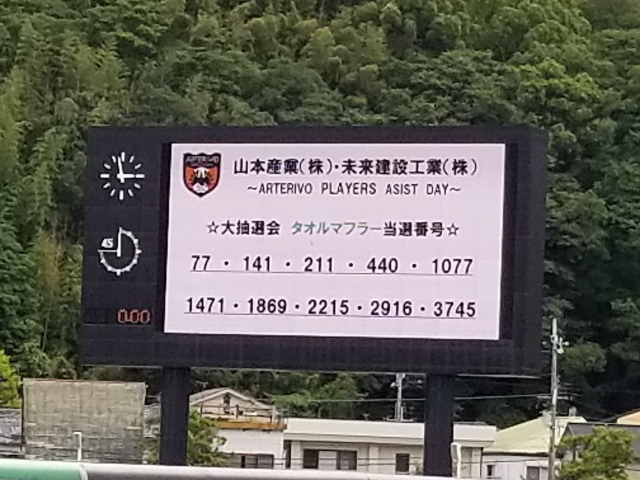 ARTERIVO
山本産業(株)・未来建設工業(株)
～ARTERIVO PLAYERS ASIST DAY～
☆大抽選会 タオルマフラー当選番号☆
77 ・ 141 ・ 211 ・ 440 ・ 1077
1471・1869・2215・2916・3745
45
0:00